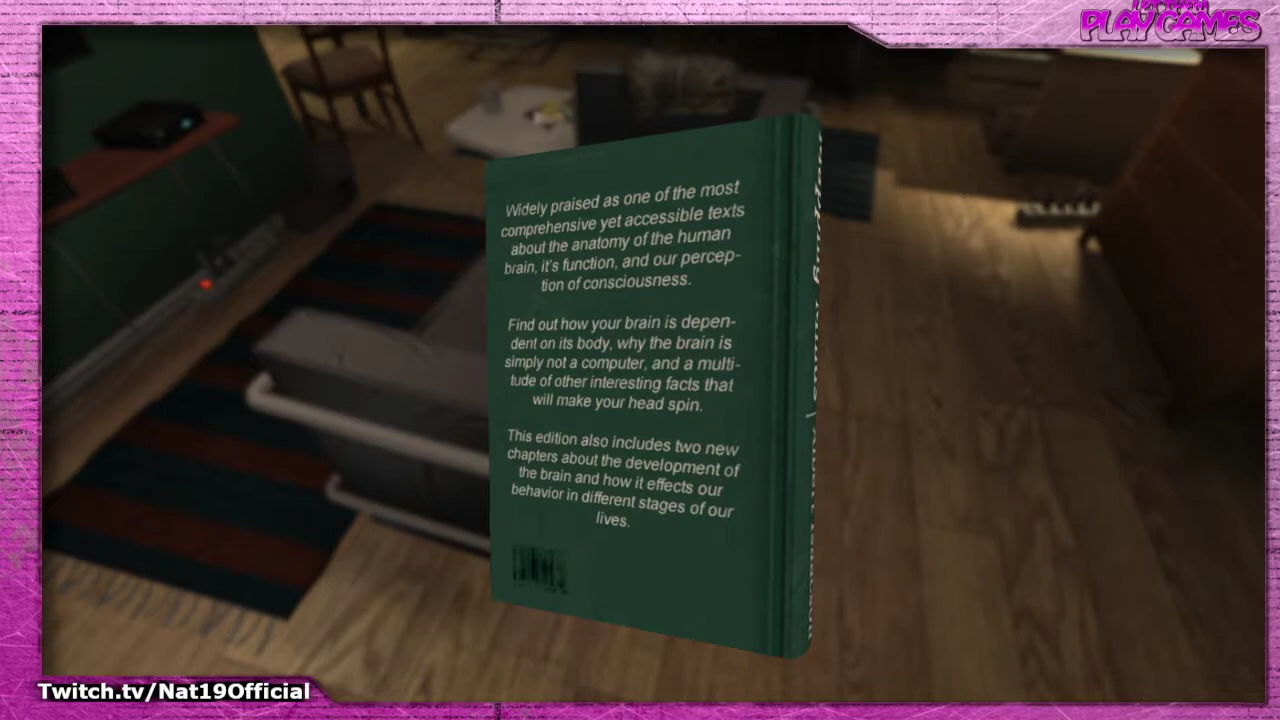 PLAY GAMES
Widely praised as one of the most
comprehensive yet accessible texts
about the anatomy of the human
brain, it's function, and our percep-
tion of consciousness.
Find out how your brain is depen-
dent on its body, why the brain is
simply not a computer, and a multi-
tude of other interesting facts that
will make your head spin.
This edition also includes two new
chapters about the development of
the brain and how it effects our
behavior in different stages of our
lives.
Twitch.tv/Nat19Official